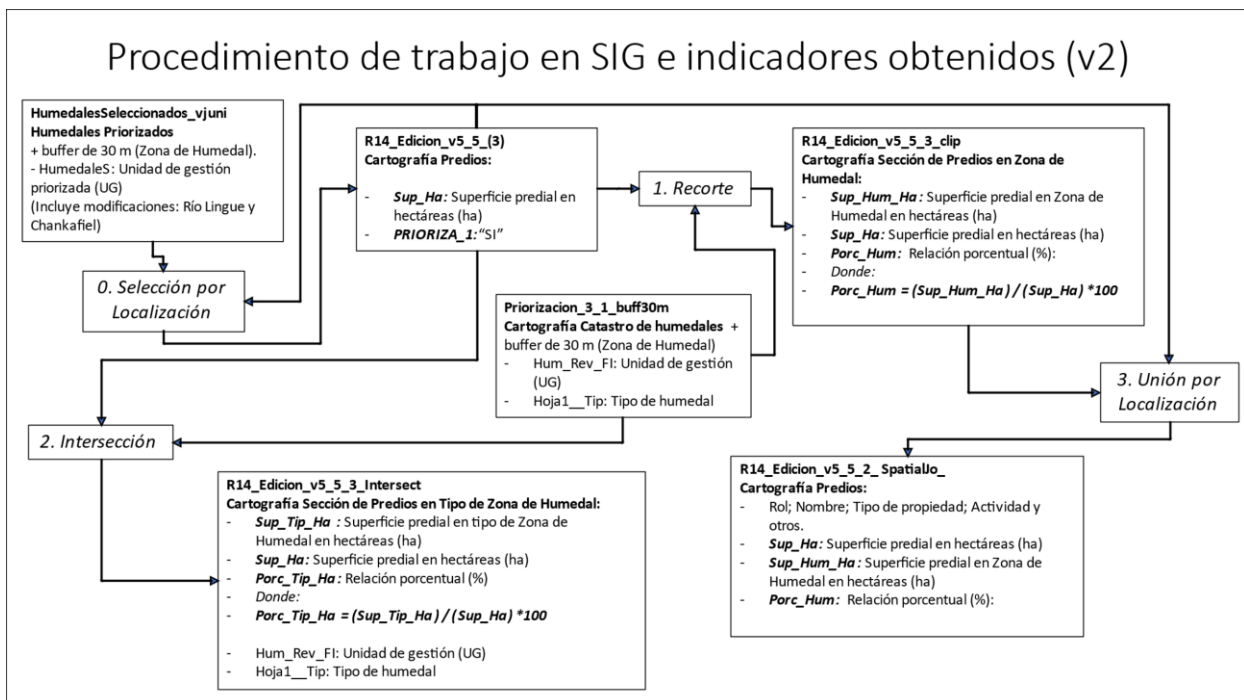 Procedimiento de trabajo en SIG e indicadores obtenidos (v2)
HumedalesSeleccionados_vjuni
Humedales Priorizados
+ buffer de 30 m (Zona de Humedal).
- HumedaleS: Unidad de gestión
priorizada (UG)
(Incluye modificaciones: Río Lingue y
Chankafiel)
0. Selección por
Localización
R14_Edicion_v5_5_(3)
Cartografía Predios:
- Sup_Ha: Superficie predial en
hectáreas (ha)
- PRIORIZA_1:“SI”
1. Recorte
R14_Edicion_v5_5_3_clip
Cartografía Sección de Predios en Zona de
Humedal:
- Sup_Hum_Ha: Superficie predial en Zona
de Humedal en hectáreas (ha)
- Sup_Ha: Superficie predial en hectáreas (ha)
- Porc_Hum: Relación porcentual (%):
- Donde:
- Porc_Hum = (Sup_Hum_Ha) / (Sup_Ha) *100
Priorizacion_3_1_buff30m
Cartografía Catastro de humedales +
buffer de 30 m (Zona de Humedal)
- Hum_Rev_FI: Unidad de gestión
(UG)
- Hoja1__Tip: Tipo de humedal
3. Unión por
Localización
2. Intersección
R14_Edicion_v5_5_3_Intersect
Cartografía Sección de Predios en Tipo de Zona de Humedal:
- Sup_Tip_Ha : Superficie predial en tipo de Zona de
Humedal en hectáreas (ha)
- Sup_Ha: Superficie predial en hectáreas (ha)
- Porc_Tip_Ha: Relación porcentual (%)
- Donde:
- Porc_Tip_Ha = (Sup_Tip_Ha) / (Sup_Ha) *100
- Hum_Rev_FI: Unidad de gestión (UG)
- Hoja1__Tip: Tipo de humedal
R14_Edicion_v5_5_2_ SpatialJo_
Cartografía Predios:
- Rol; Nombre; Tipo de propiedad; Actividad y
otros.
- Sup_Ha: Superficie predial en hectáreas (ha)
- Sup_Hum_Ha: Superficie predial en Zona de
Humedal en hectáreas (ha)
- Porc_Hum: Relación porcentual (%):